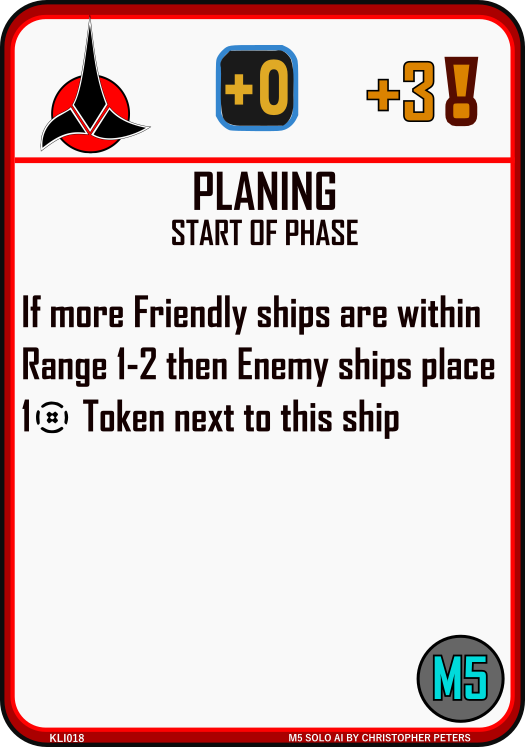 +0 +3!
PLANING
START OF PHASE
If more Friendly ships are within
Range 1-2 then Enemy ships place
1 Token next to this ship
M5
KLI018 M5 SOLO AI BY CHRISTOPHER PETERS